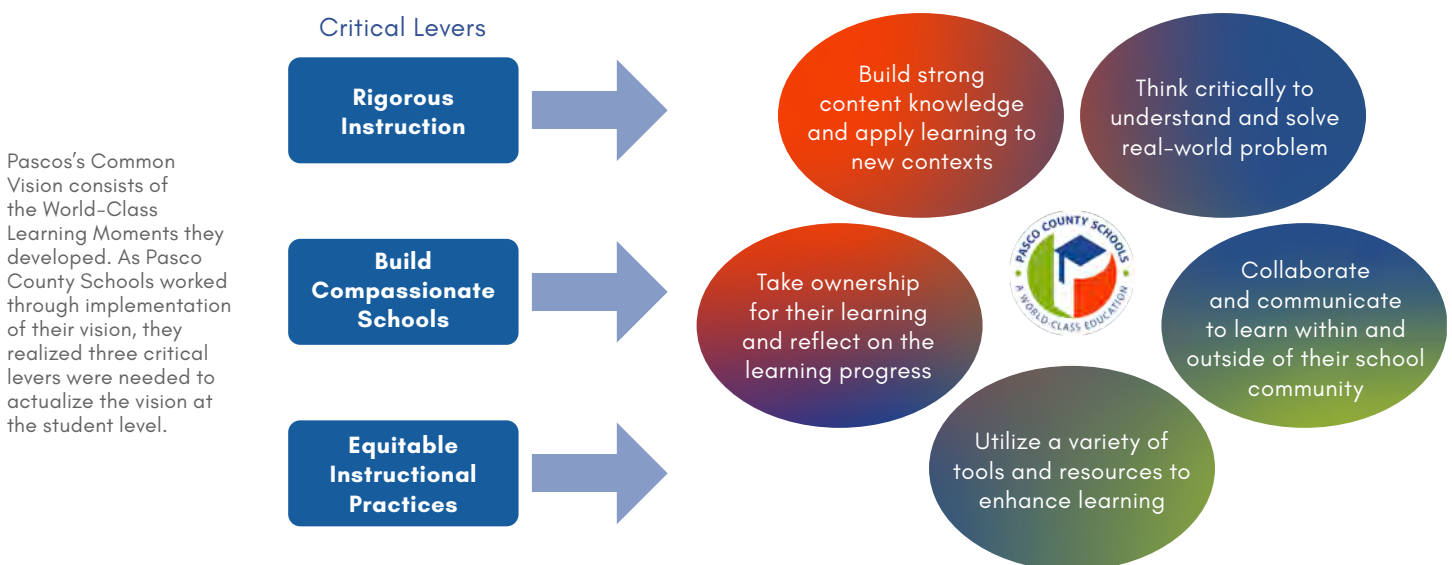 Pascos’s Common
Vision consists of
the World-Class
Learning Moments they
developed. As Pasco
County Schools worked
through implementation
of their vision, they
realized three critical
levers were needed to
actualize the vision at
the student level.
Critical Levers
Rigorous
Instruction
Build
Compassionate
Schools
Equitable
Instructional
Practices
Build strong
content knowledge
and apply learning to
new contexts
Think critically to
understand and solve
real-world problem
Take ownership
for their learning
and reflect on the
learning progress
PASCO COUNTY SCHOOLS
A WORLD-CLASS EDUCATION
Collaborate
and communicate
to learn within and
outside of their school
community
Utilize a variety of
tools and resources to
enhance learning